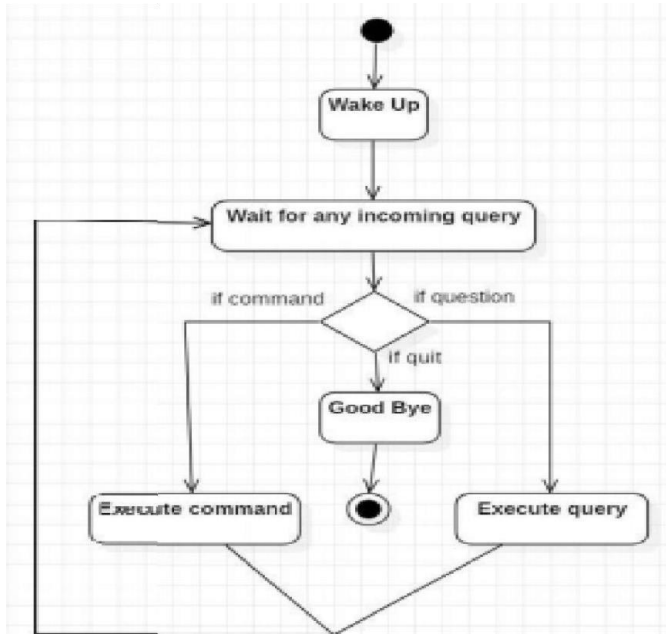 Wake Up
Wait for any incoming query
if command
if question
if quit
Good Bye
Execute command
Execute query